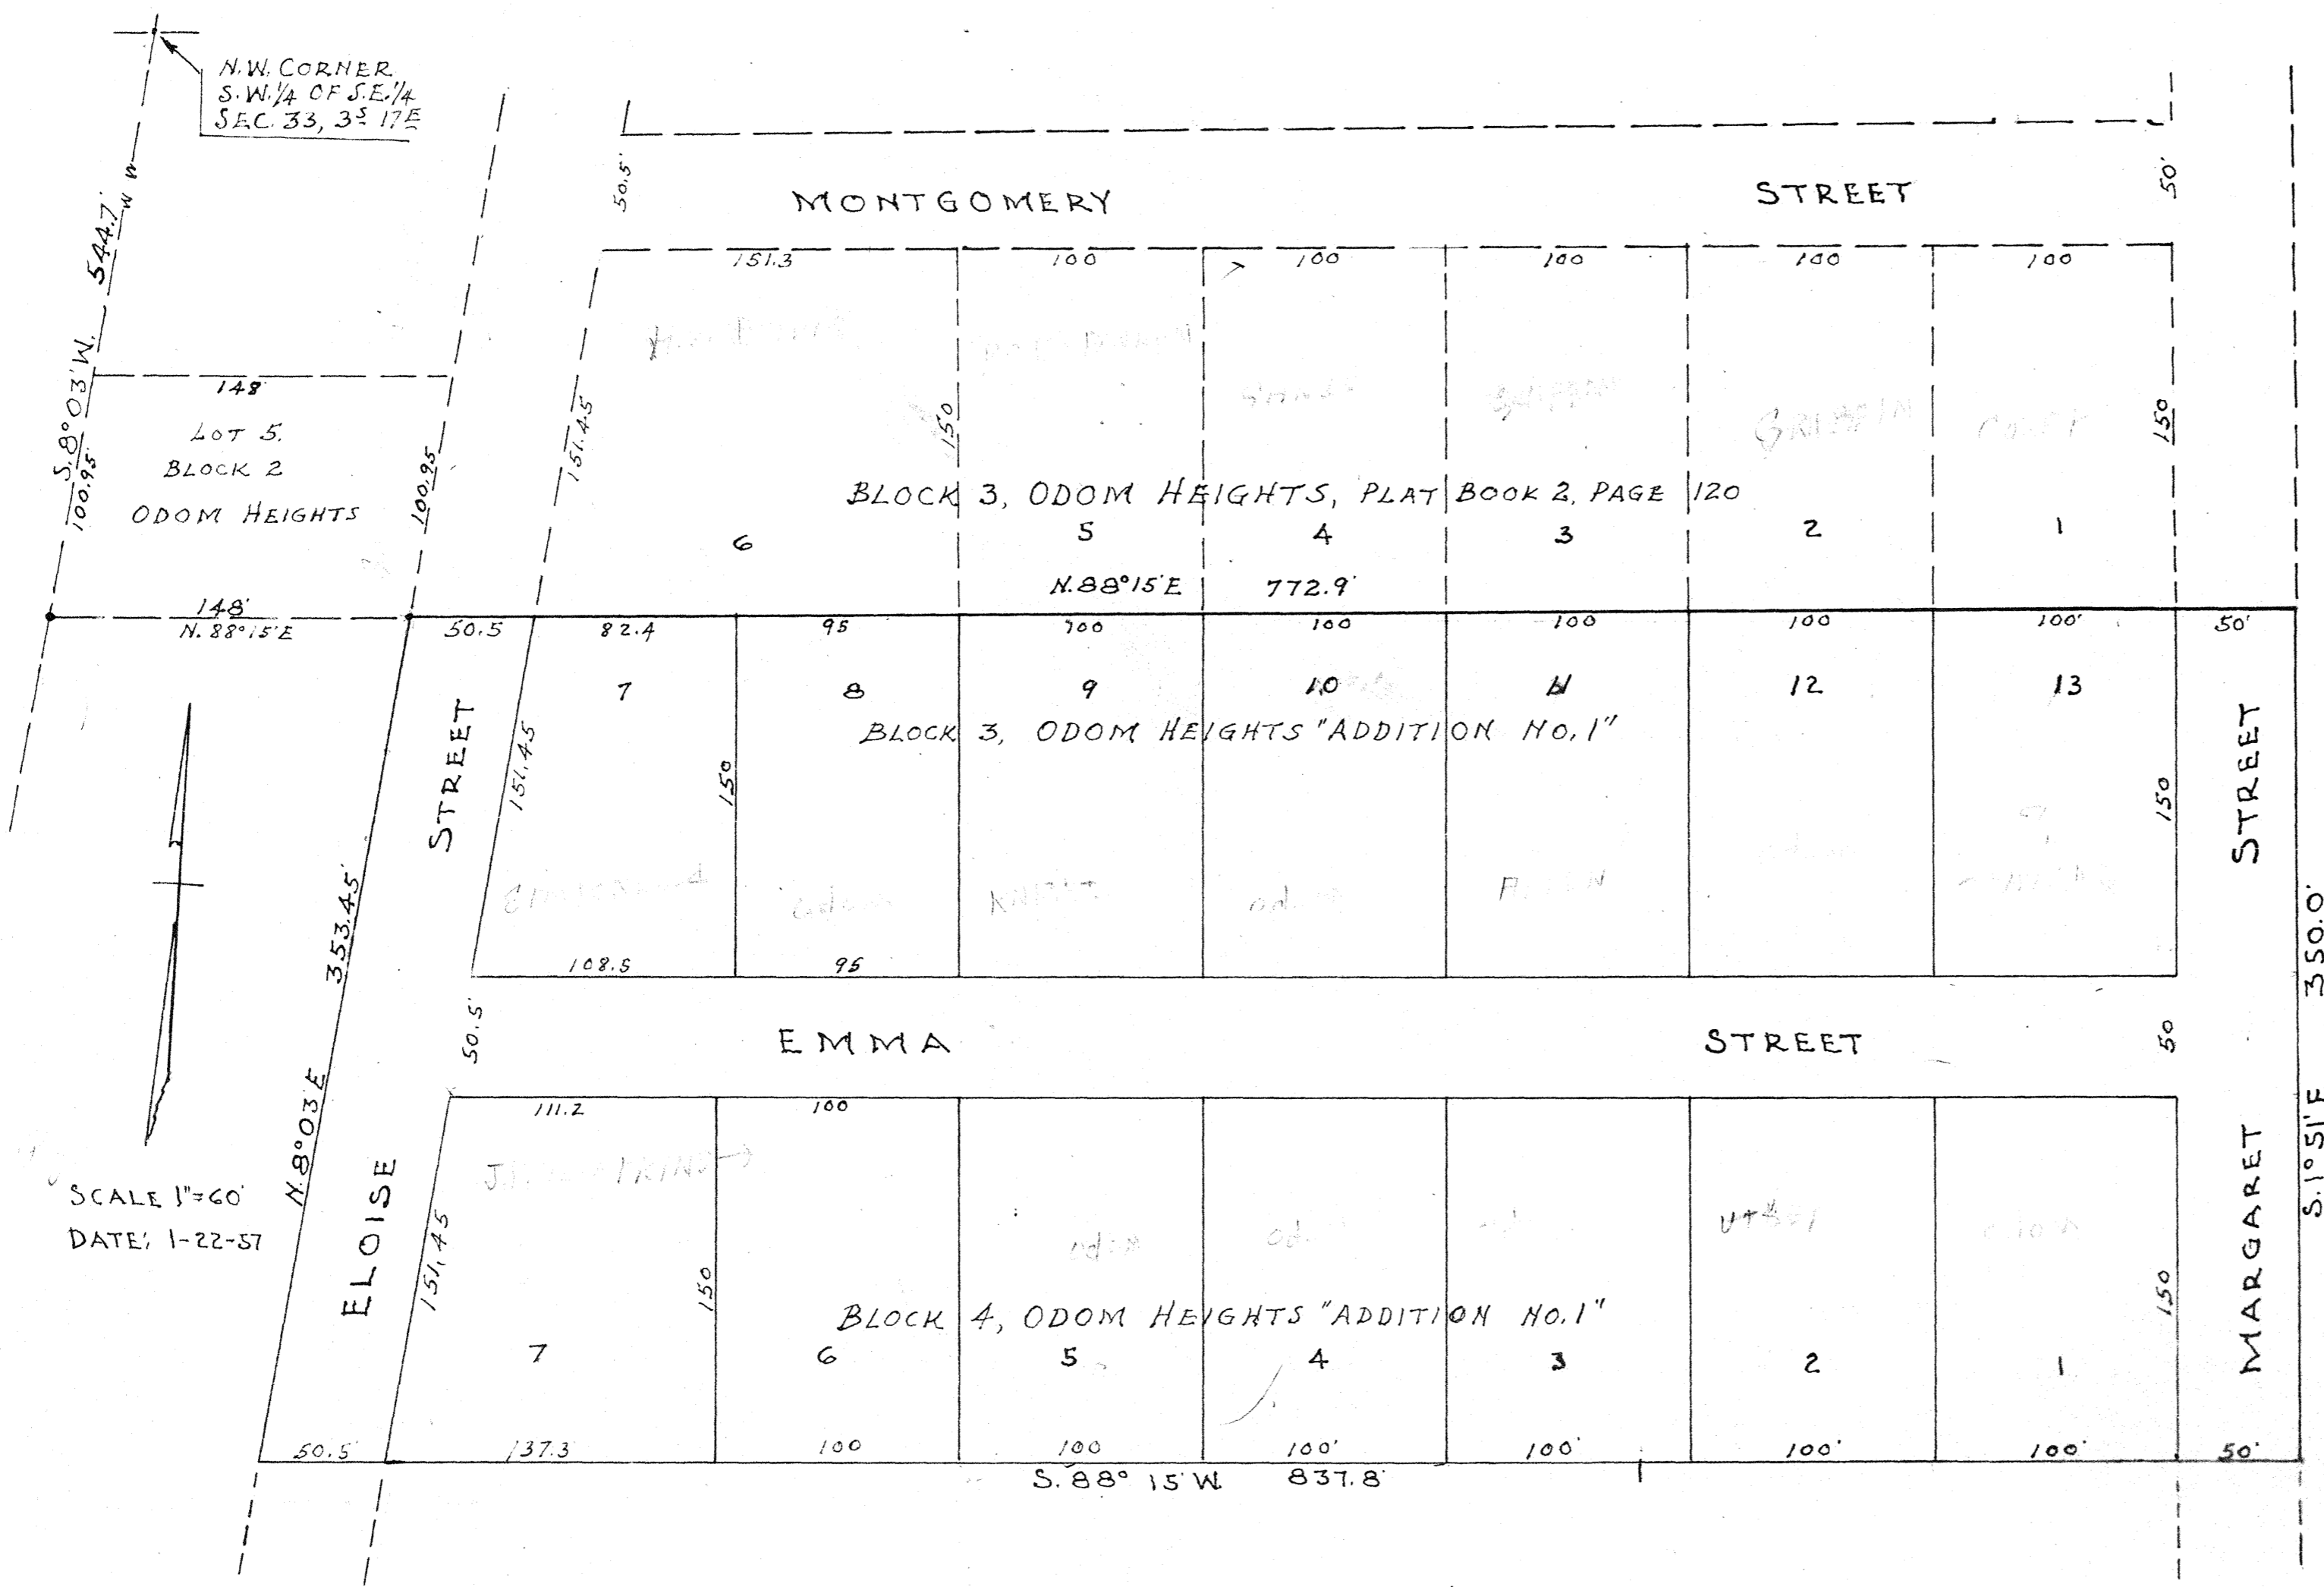 N.W. CORNER
S.W. 1/4 OF S.E. 1/4
SEC. 33, 3S 17E
S. 8° 03' W. 544.7'
MONTGOMERY STREET
50.5'
50'
151.3
100
100
100
100
100
148
LOT 5.
BLOCK 2
ODOM HEIGHTS
100.95
100.95
151.45
150
150
GRIFFIN
BLOCK 3, ODOM HEIGHTS, PLAT BOOK 2, PAGE 120
6
5
4
3
2
1
N. 88° 15' E 772.9'
148'
N. 88° 15' E
50.5
82.4
95
100
100
100
100
100'
50'
7
8
9
10
11
12
13
BLOCK 3, ODOM HEIGHTS "ADDITION NO. 1"
151.45
150
150
108.5
95
50.5'
EMMA STREET
50
N. 8° 03' E 353.45'
ELOISE STREET
MARGARET STREET
S. 1° 51' E 350.0'
111.2
100
SCALE 1"=60'
DATE: 1-22-57
151.45
150
150
BLOCK 4, ODOM HEIGHTS "ADDITION NO. 1"
7
6
5
4
3
2
1
50.5'
137.3
100
100
100'
100'
100'
100'
50'
S. 88° 15' W. 837.8'